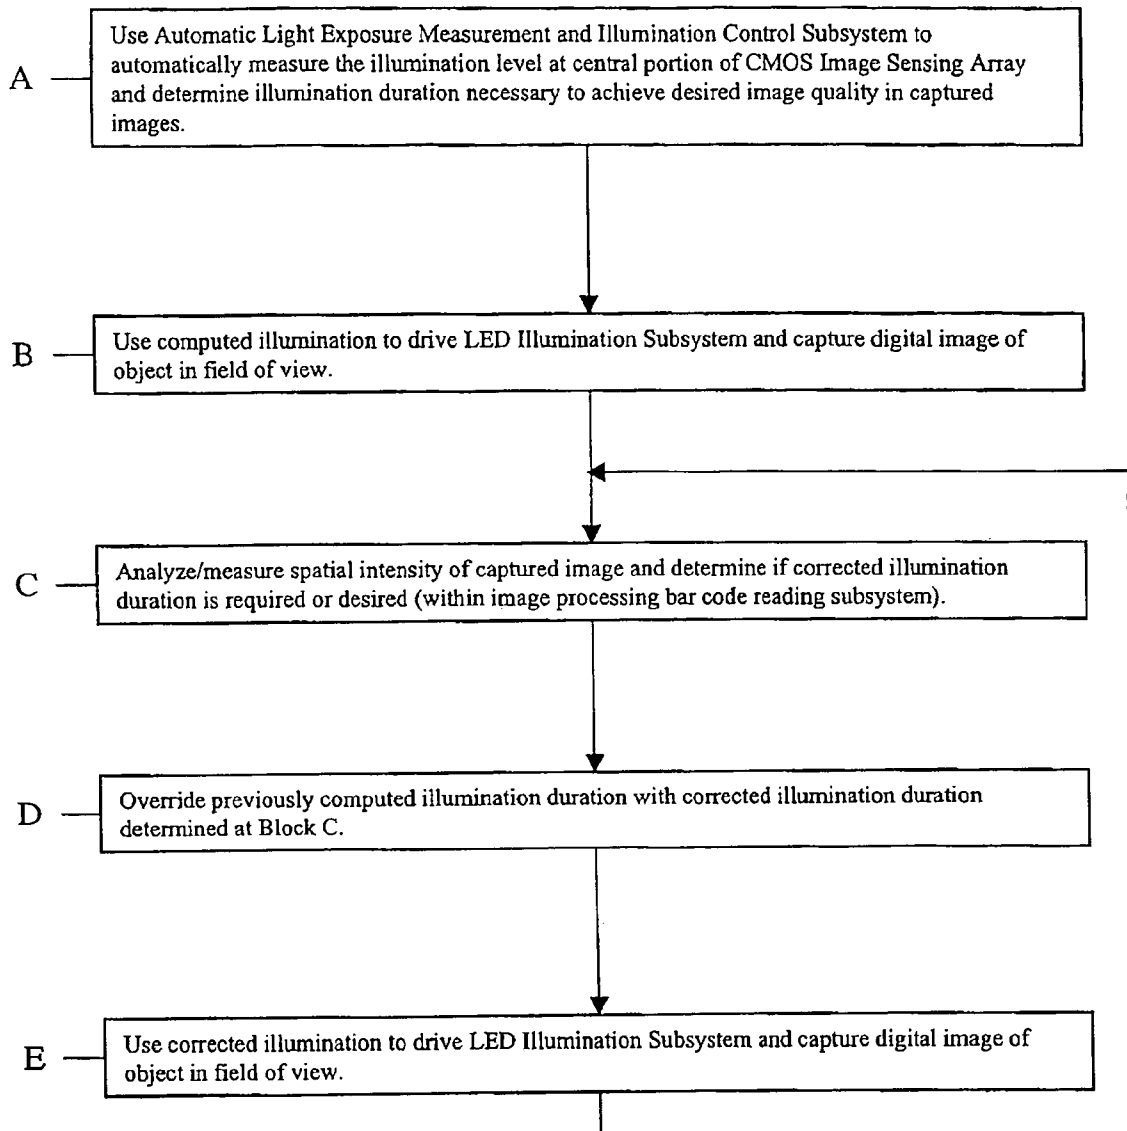 A
Use Automatic Light Exposure Measurement and Illumination Control Subsystem to
automatically measure the illumination level at central portion of CMOS Image Sensing Array
and determine illumination duration necessary to achieve desired image quality in captured
images.
B
Use computed illumination to drive LED Illumination Subsystem and capture digital image of
object in field of view.
C
Analyze/measure spatial intensity of captured image and determine if corrected illumination
duration is required or desired (within image processing bar code reading subsystem).
D
Override previously computed illumination duration with corrected illumination duration
determined at Block C.
E
Use corrected illumination to drive LED Illumination Subsystem and capture digital image of
object in field of view.